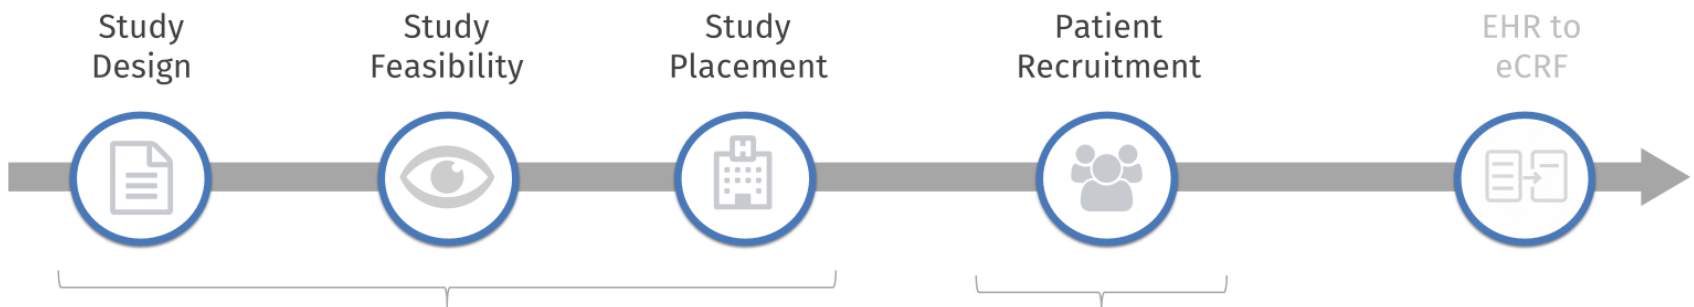 Study
Design
Study
Feasibility
Study
Placement
Patient
Recruitment
EHR to
eCRF
H